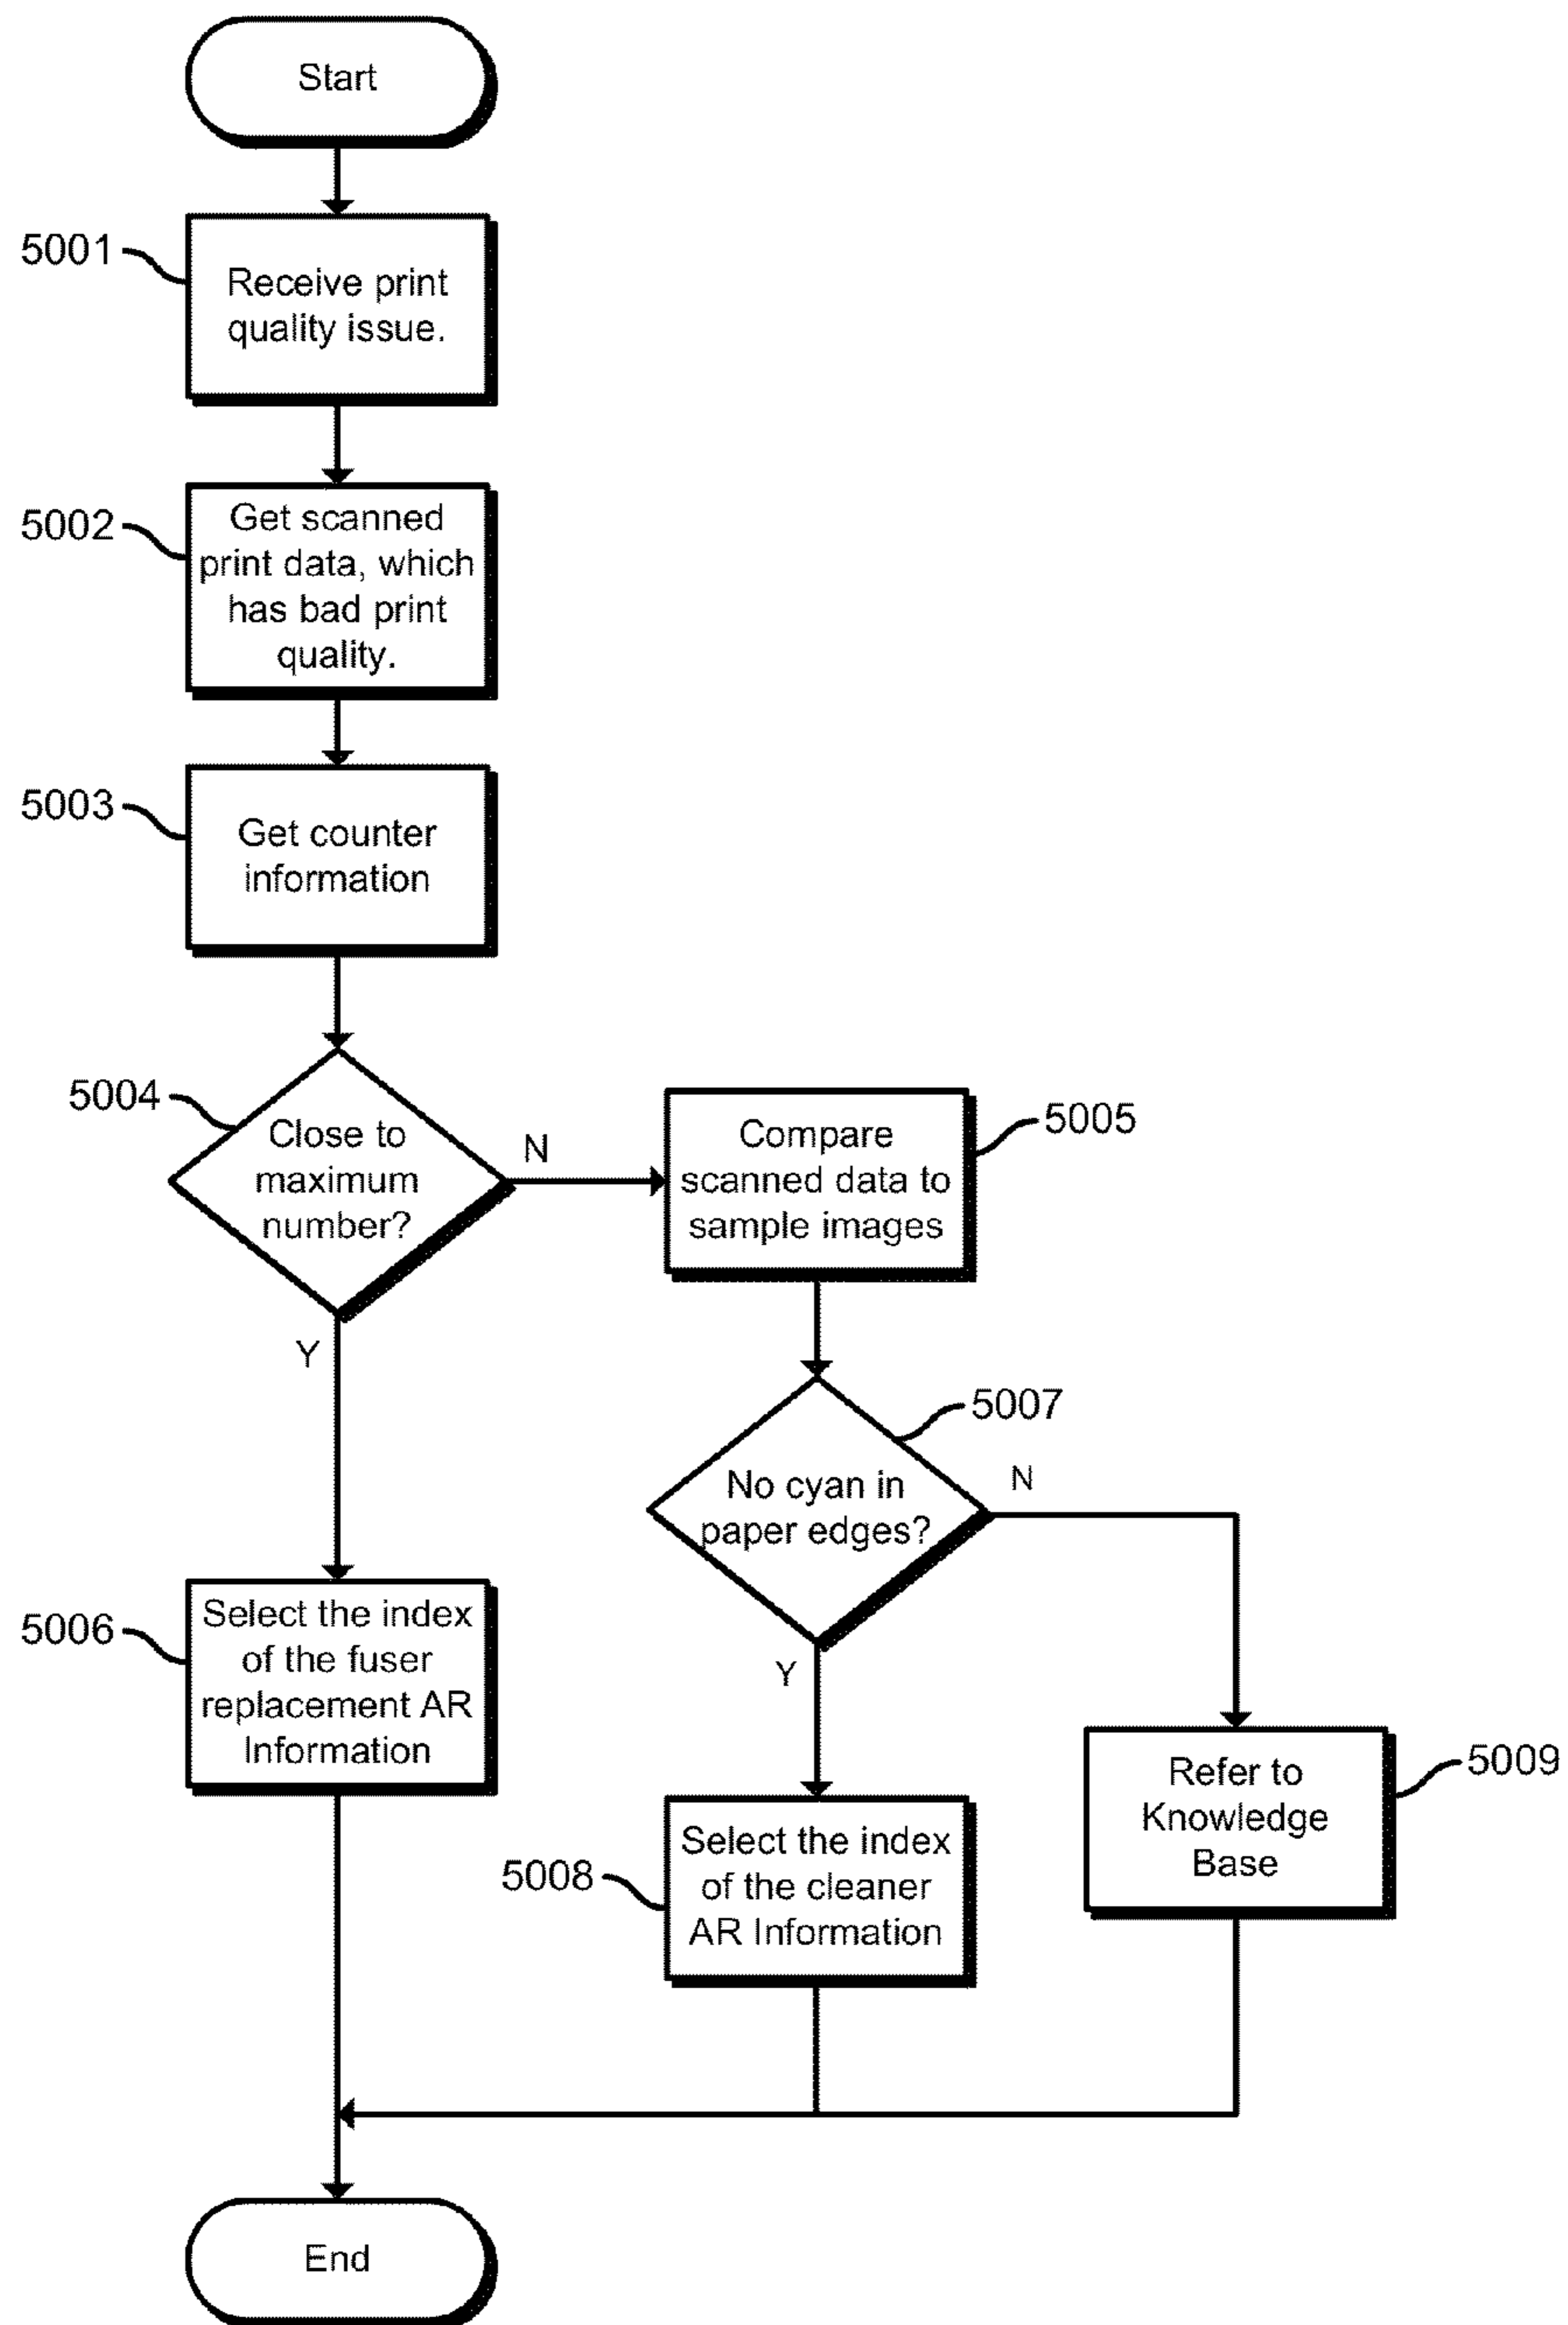 Start
5001
Receive print
quality issue.
5002
Get scanned
print data, which
has bad print
quality.
5003
Get counter
information
5004
Close to
maximum
number?
N
Compare
scanned data to
sample images
5005
Y
5007
No cyan in
paper edges?
N
5006
Select the index
of the fuser
replacement AR
Information
Y
5008
Select the index
of the cleaner
AR Information
Refer to
Knowledge
Base
5009
End